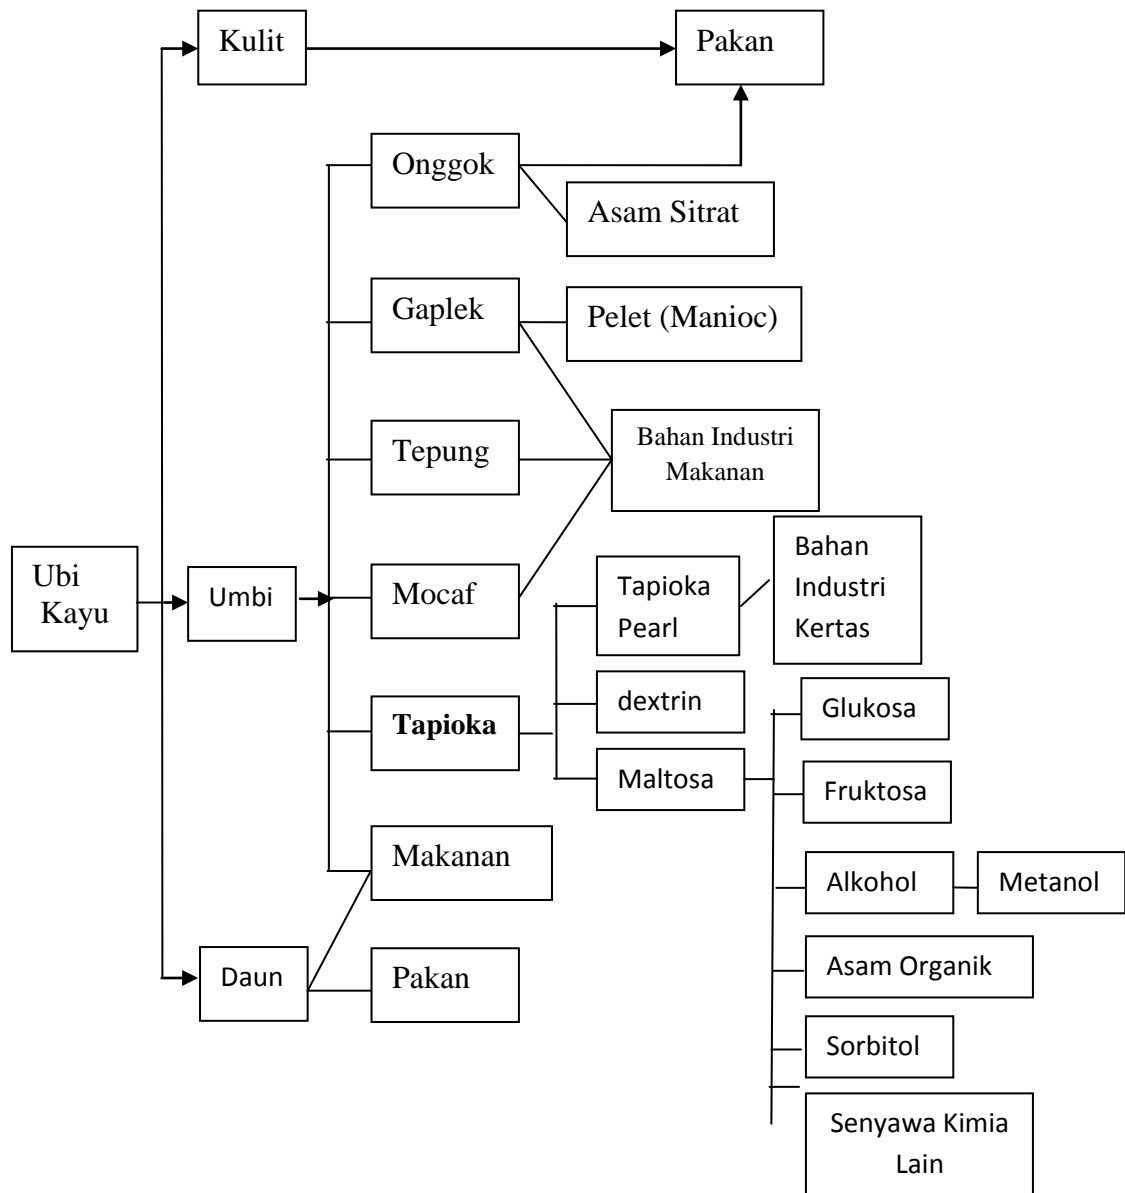 Kulit
Pakan
Onggok
Asam Sitrat
Gaplek
Pelet (Manioc)
Tepung
Bahan Industri
Makanan
Ubi
Kayu
Umbi
Mocaf
Tapioka
Pearl
Bahan
Industri
Kertas
Tapioka
dextrin
Maltosa
Glukosa
Fruktosa
Makanan
Alkohol
Metanol
Daun
Pakan
Asam Organik
Sorbitol
Senyawa Kimia
Lain